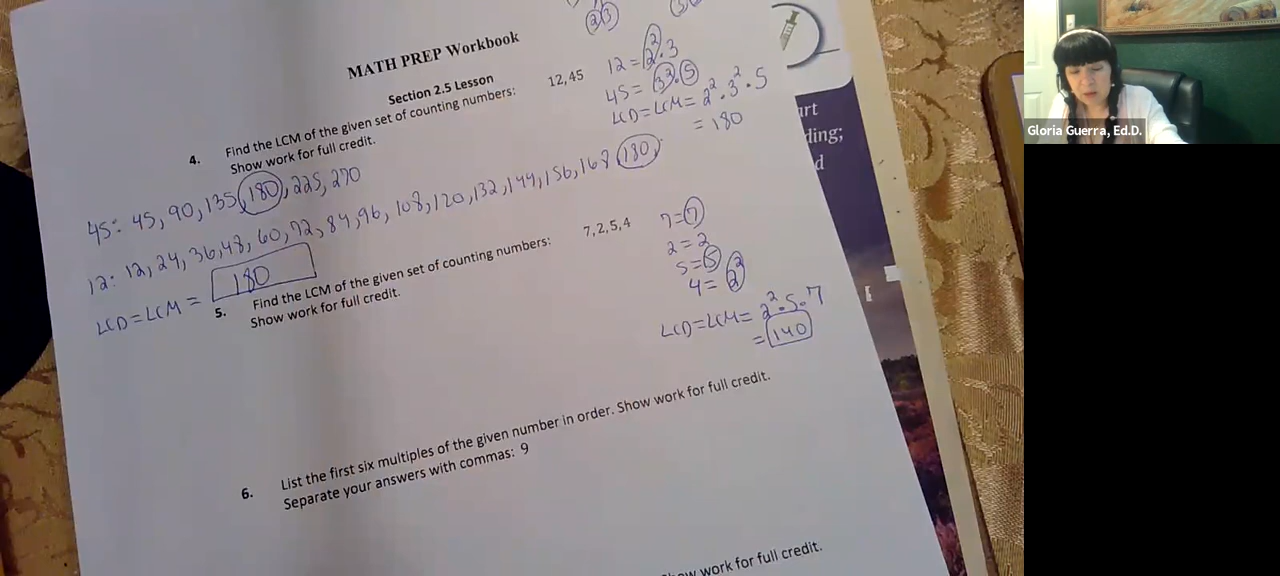 2 3
MATH PREP Workbook
Section 2.5 Lesson
4. Find the LCM of the given set of counting numbers: 12,45
Show work for full credit.
12 = 2² · 3
45 = 3² · 5
LCD = LCM = 2² · 3² · 5
= 180
45: 45, 90, 135, 180, 225, 270
12: 12, 24, 36, 48, 60, 72, 84, 96, 108, 120, 132, 144, 156, 168, 180,
LCD = LCM = 180
5. Find the LCM of the given set of counting numbers: 7,2,5,4
Show work for full credit.
7 = 7
2 = 2
5 = 5
4 = 2²
LCD = LCM = 2² · 5 · 7
= 140
6. List the first six multiples of the given number in order. Show work for full credit.
Separate your answers with commas: 9
work for full credit.
ding;
Gloria Guerra, Ed.D.